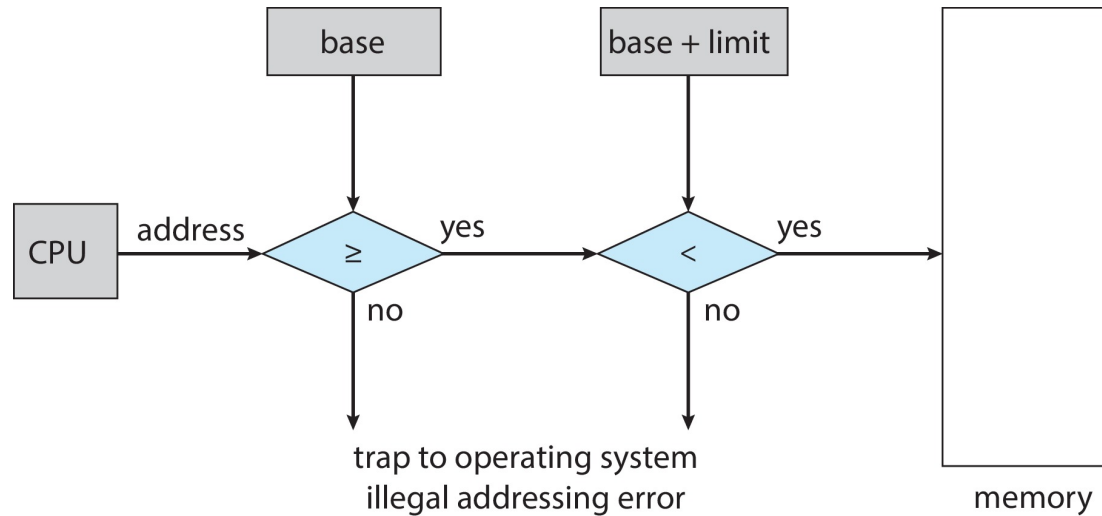 base
base + limit
CPU
address
≥
yes
<
yes
no
no
trap to operating system
illegal addressing error
memory